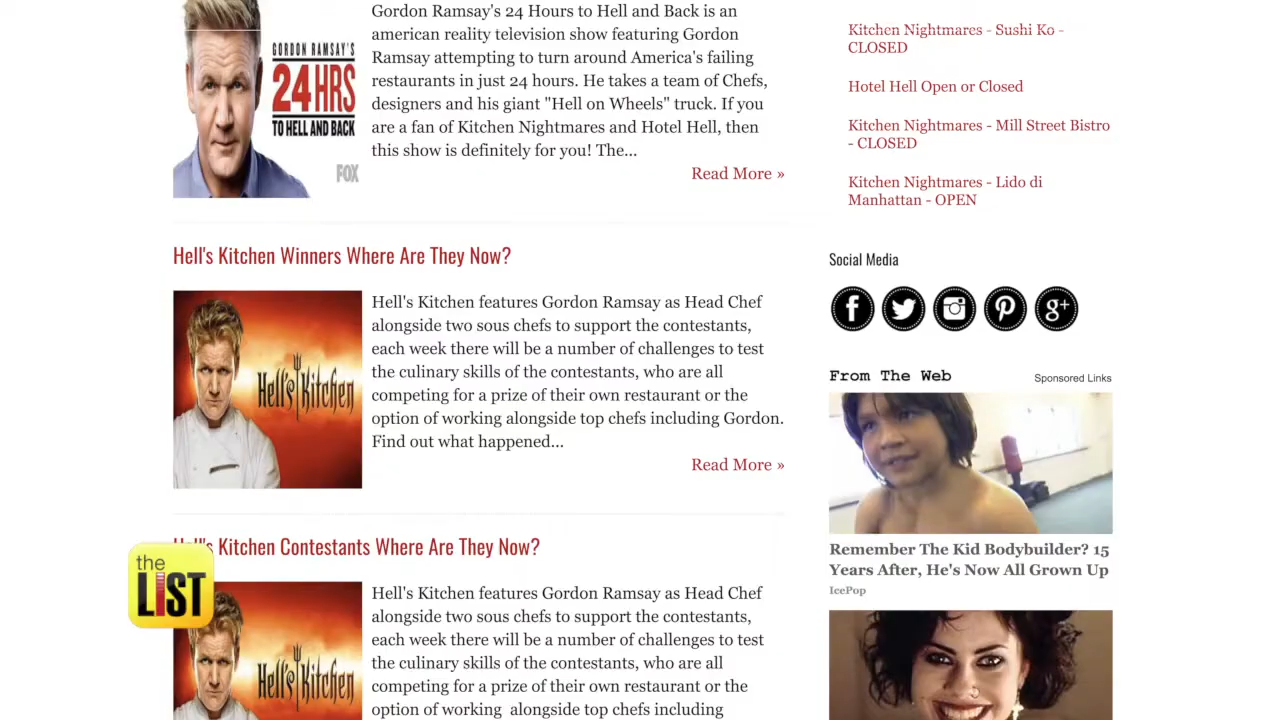 Gordon Ramsay's 24 Hours to Hell and Back is an
american reality television show featuring Gordon
Ramsay attempting to turn around America's failing
restaurants in just 24 hours. He takes a team of Chefs,
designers and his giant "Hell on Wheels" truck. If you
are a fan of Kitchen Nightmares and Hotel Hell, then
this show is definitely for you! The...
Read More »
GORDON RAMSAY'S
24HRS
TO HELL AND BACK
FOX
Hell's Kitchen Winners Where Are They Now?
Hell's Kitchen
Hell's Kitchen features Gordon Ramsay as Head Chef
alongside two sous chefs to support the contestants,
each week there will be a number of challenges to test
the culinary skills of the contestants, who are all
competing for a prize of their own restaurant or the
option of working alongside top chefs including Gordon.
Find out what happened...
Read More »
Hell's Kitchen Contestants Where Are They Now?
the
LIST
Hell's Kitchen
Hell's Kitchen features Gordon Ramsay as Head Chef
alongside two sous chefs to support the contestants,
each week there will be a number of challenges to test
the culinary skills of the contestants, who are all
competing for a prize of their own restaurant or the
option of working alongside top chefs including
Kitchen Nightmares - Sushi Ko -
CLOSED
Hotel Hell Open or Closed
Kitchen Nightmares - Mill Street Bistro
- CLOSED
Kitchen Nightmares - Lido di
Manhattan - OPEN
Social Media
From The Web
Sponsored Links
Remember The Kid Bodybuilder? 15
Years After, He's Now All Grown Up
IcePop